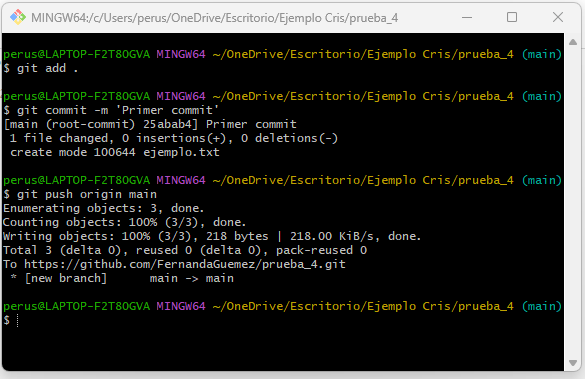 MINGW64:/c/Users/perus/OneDrive/Escritorio/Ejemplo Cris/prueba_4
perus@LAPTOP-F2T8OGVA MINGW64 ~/OneDrive/Escritorio/Ejemplo Cris/prueba_4 (main)
$ git add .
perus@LAPTOP-F2T8OGVA MINGW64 ~/OneDrive/Escritorio/Ejemplo Cris/prueba_4 (main)
$ git commit -m 'Primer commit'
[main (root-commit) 25abab4] Primer commit
 1 file changed, 0 insertions(+), 0 deletions(-)
 create mode 100644 ejemplo.txt
perus@LAPTOP-F2T8OGVA MINGW64 ~/OneDrive/Escritorio/Ejemplo Cris/prueba_4 (main)
$ git push origin main
Enumerating objects: 3, done.
Counting objects: 100% (3/3), done.
Writing objects: 100% (3/3), 218 bytes | 218.00 KiB/s, done.
Total 3 (delta 0), reused 0 (delta 0), pack-reused 0
To https://github.com/FernandaGuemez/prueba_4.git
 * [new branch]      main -> main
perus@LAPTOP-F2T8OGVA MINGW64 ~/OneDrive/Escritorio/Ejemplo Cris/prueba_4 (main)
$